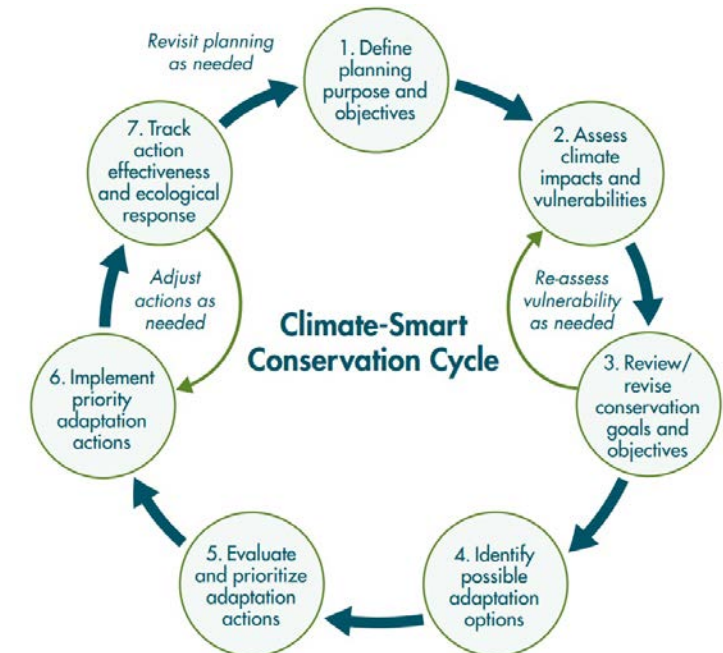 Revisit planning
as needed
1. Define
planning
purpose and
objectives
2. Assess
climate
impacts and
vulnerabilities
Re-assess
vulnerability
as needed
3. Review/
revise
conservation
goals and
objectives
4. Identify
possible
adaptation
options
5. Evaluate
and prioritize
adaptation
actions
6. Implement
priority
adaptation
actions
7. Track
action
effectiveness
and ecological
response
Adjust
actions as
needed
Climate-Smart
Conservation Cycle